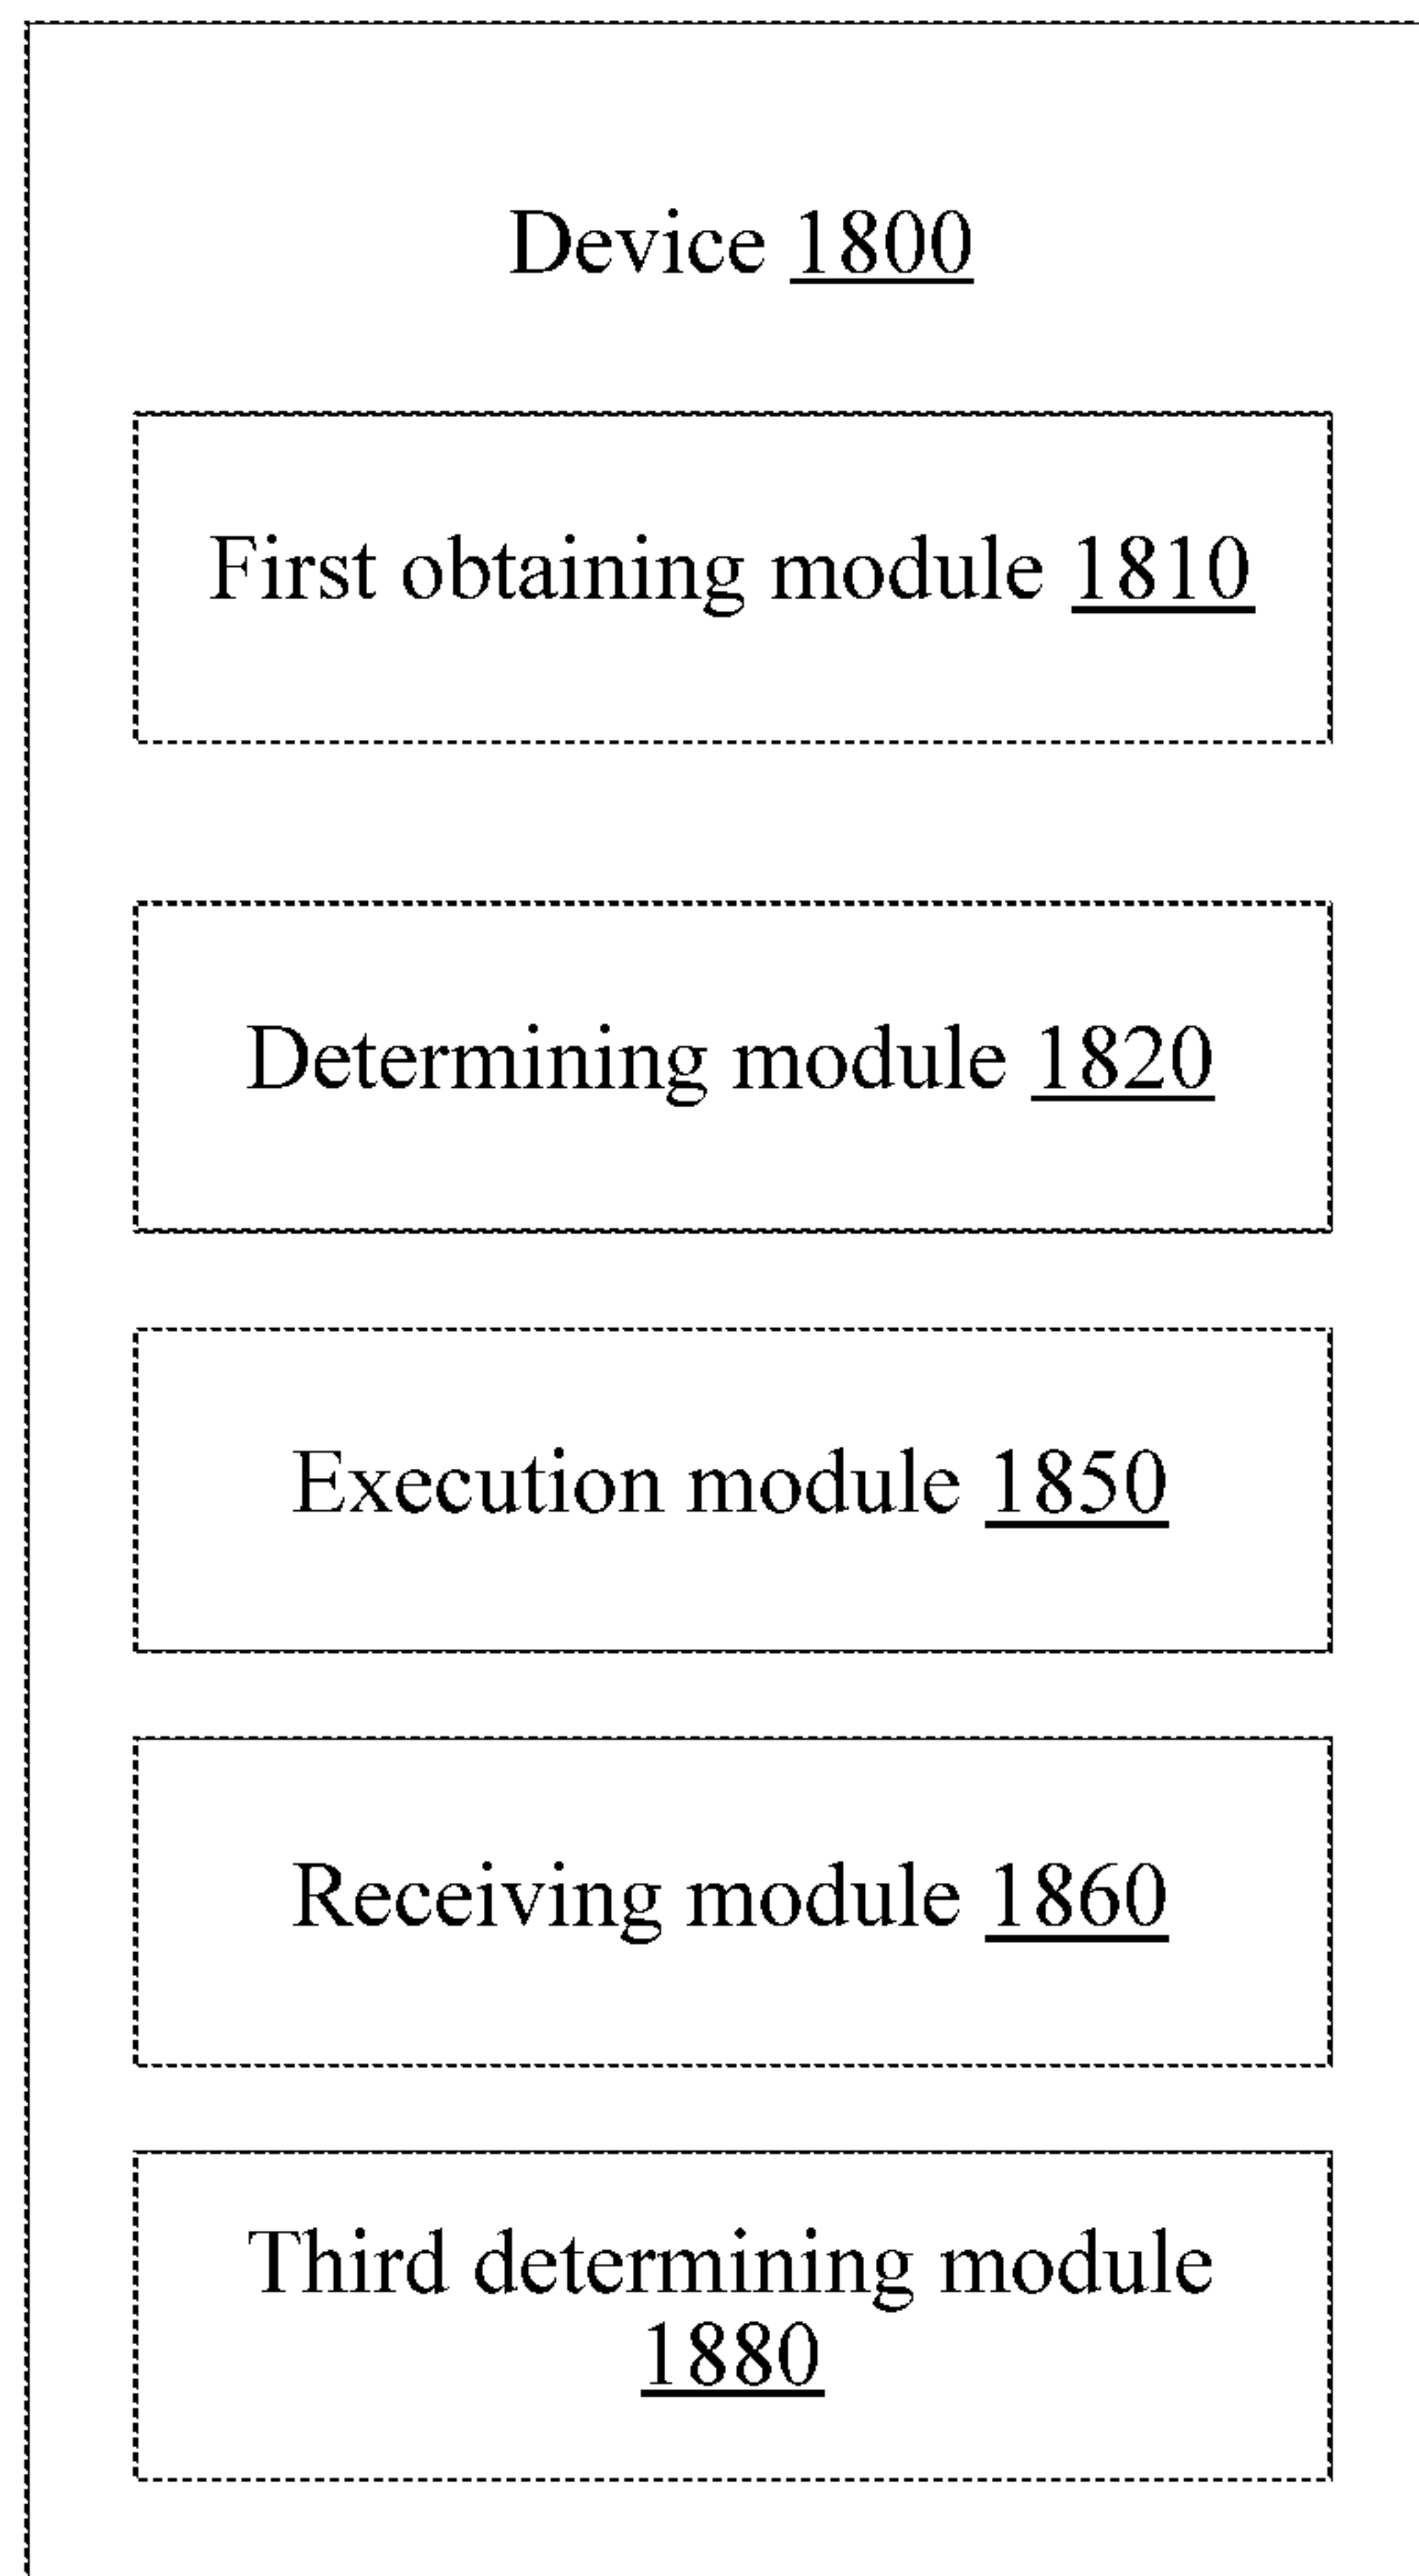 Device 1800
First obtaining module 1810
Determining module 1820
Execution module 1850
Receiving module 1860
Third determining module
1880